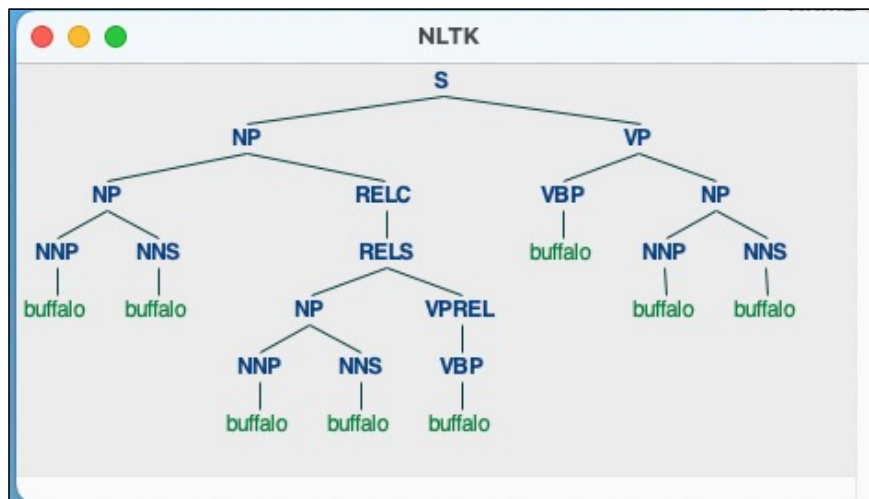 NLTK
S
NP VP
NP RELC VBP NP
NNP NNS RELS buffalo NNP NNS
buffalo buffalo NP VPREL buffalo buffalo
NNP NNS VBP
buffalo buffalo buffalo